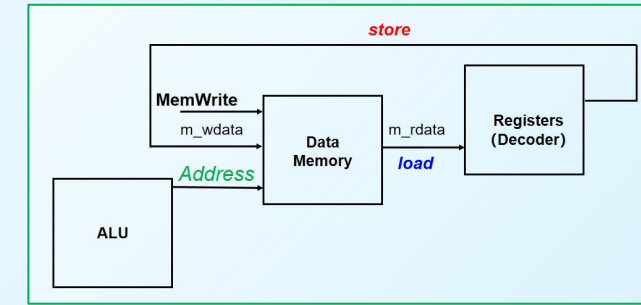 store
MemWrite
m_wdata
Address
ALU
Data
Memory
m_rdata
load
Registers
(Decoder)